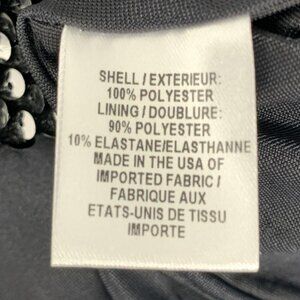 SHELL / EXTERIEUR:
100% POLYESTER
LINING / DOUBLURE:
90% POLYESTER
10% ELASTANE/ELASTHANNE
MADE IN THE USA OF
IMPORTED FABRIC /
FABRIQUE AUX
ETATS-UNIS DE TISSU
IMPORTE